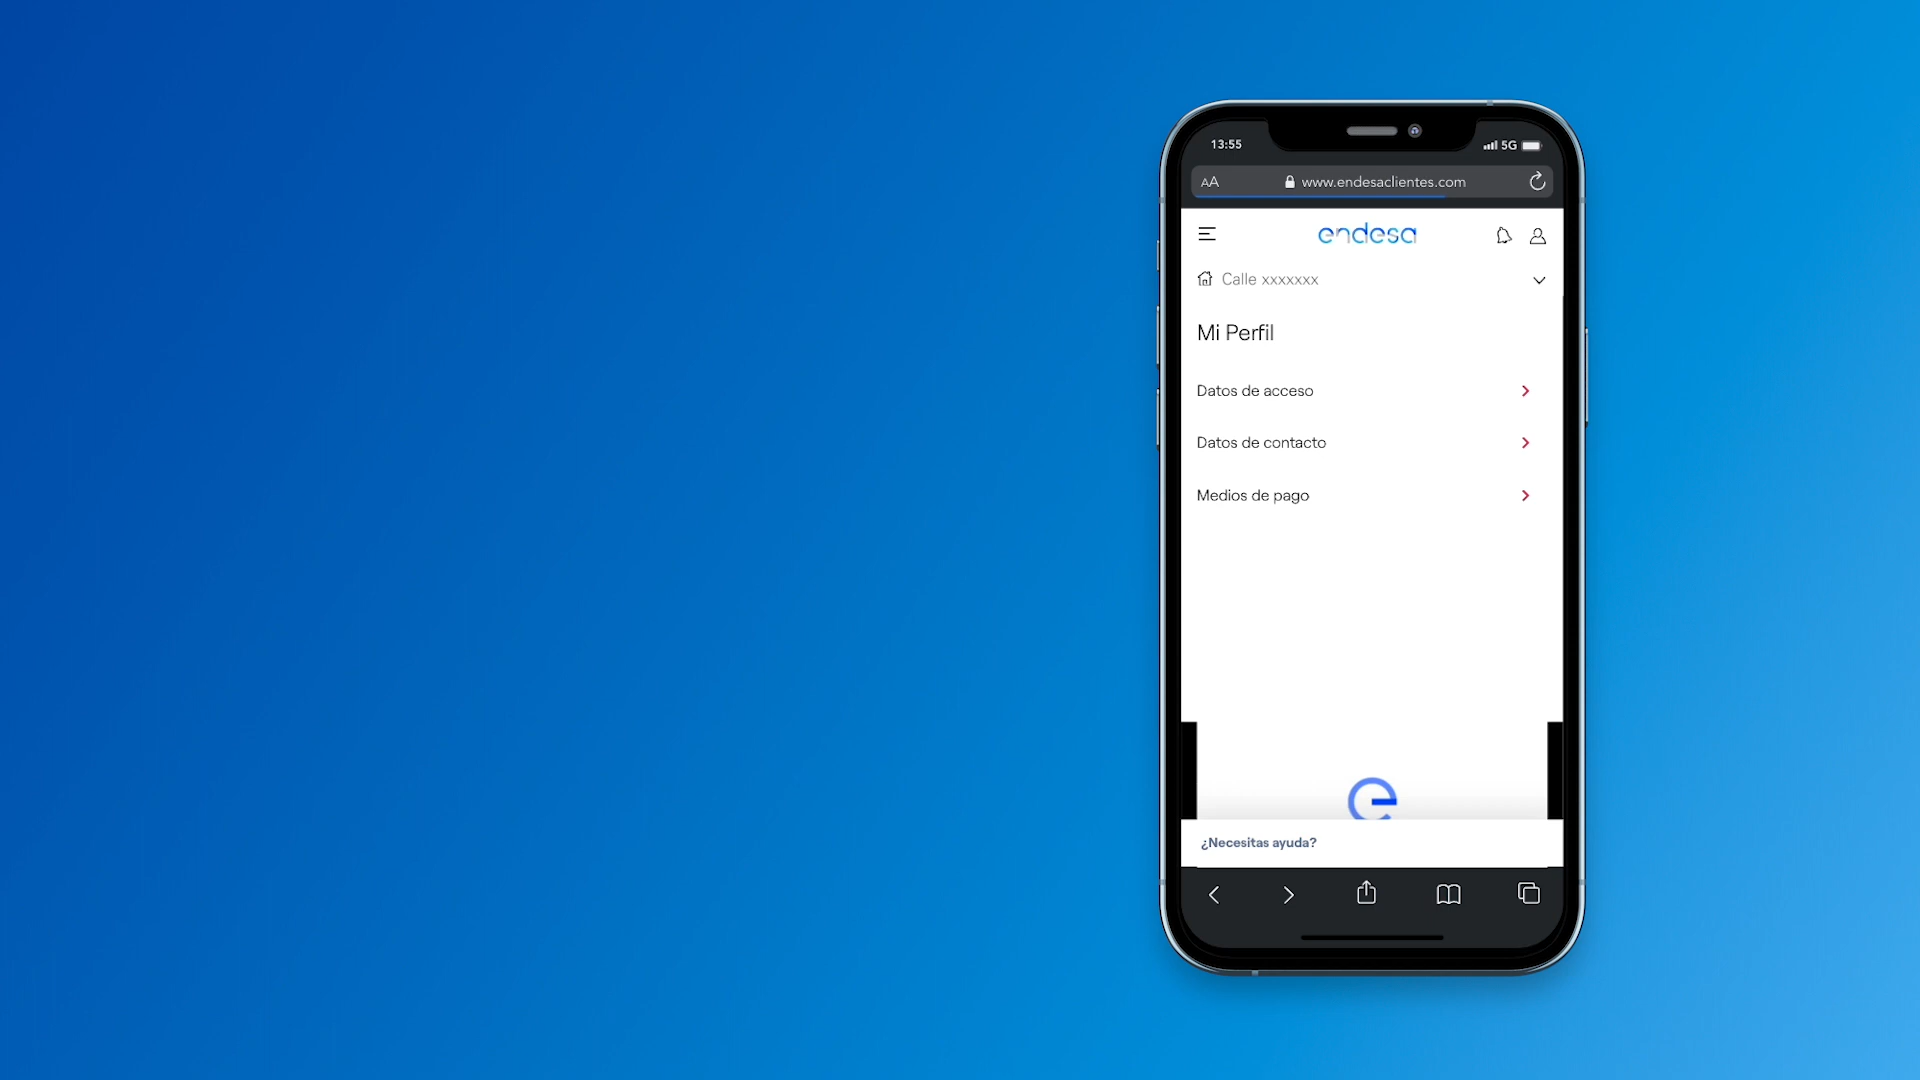 13:55
5G
AA
www.endesaclientes.com
endesa
Calle xxxxxxx
Mi Perfil
Datos de acceso
Datos de contacto
Medios de pago
e
¿Necesitas ayuda?